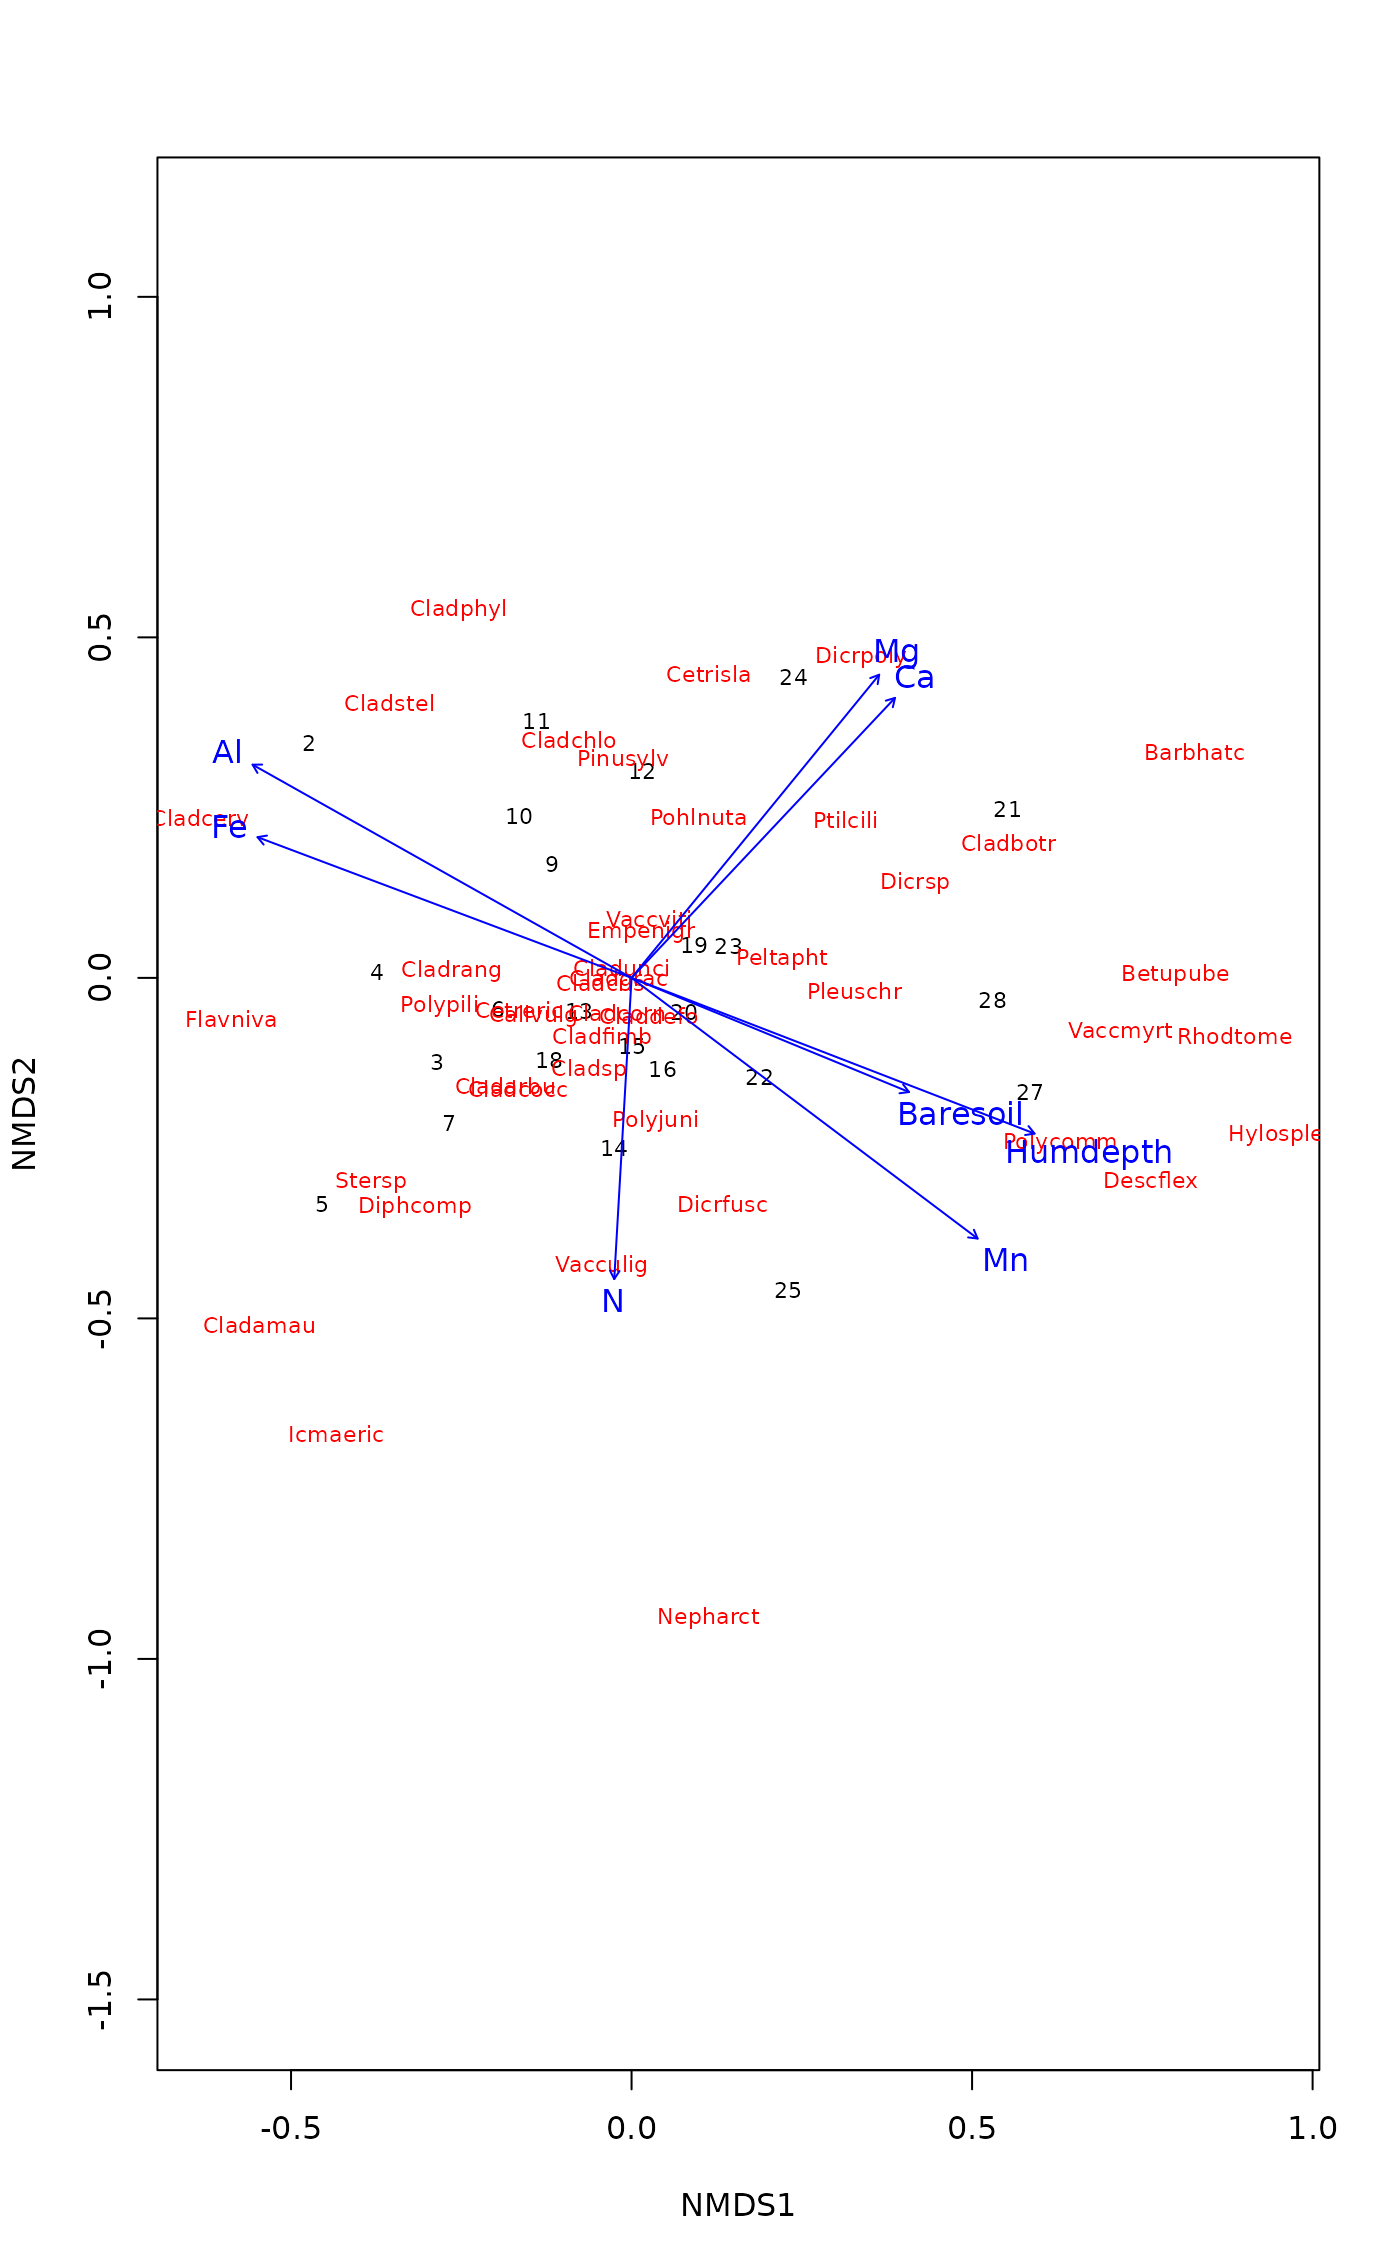 1.0
0.5
0.0
-0.5
-1.0
-1.5
NMDS2
Cladphyl
Mg
Dicrpoly
Cetrisla
24
Ca
Cladstel
11
2
Cladchlo
Al
Barbhatc
Pinusylv
12
21
10
Pohlnuta
Cladcerv
Ptilcili
Fe
Cladbotr
9
Dicrsp
Vaccviti
Empenigr
19
23
Peltapht
Cladunci
Cladrang
4
Betupube
Cladgrac
Cladcris
Pleuschr
28
Polypili
6
Cetreric
13
20
Callvulg
Cladcorn
Claddefo
Flavniva
Vaccmyrt
Cladfimb
Rhodtome
15
18
3
Cladsp
16
22
Cladarbu
Cladcocc
27
Baresoil
Polyjuni
7
Hylosple
Polycomm
14
Humdepth
Stersp
Descflex
5
Diphcomp
Dicrfusc
Mn
Vacculig
25
N
Cladamau
Icmaeric
Nepharct
-0.5 0.0 0.5 1.0
NMDS1